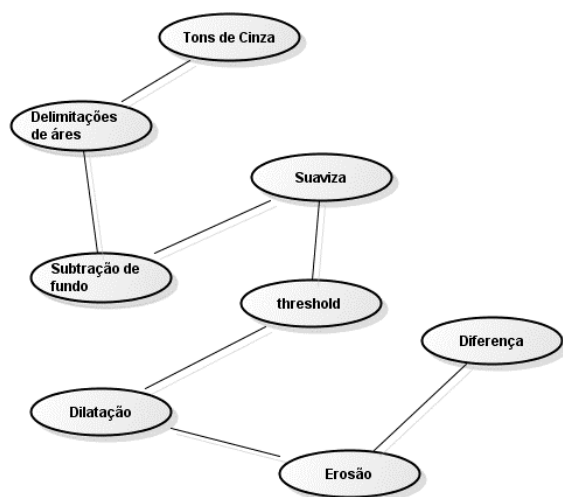 Tons de Cinza
Delimitações
de áres
Suaviza
Subtração de
fundo
threshold
Diferença
Dilatação
Erosão